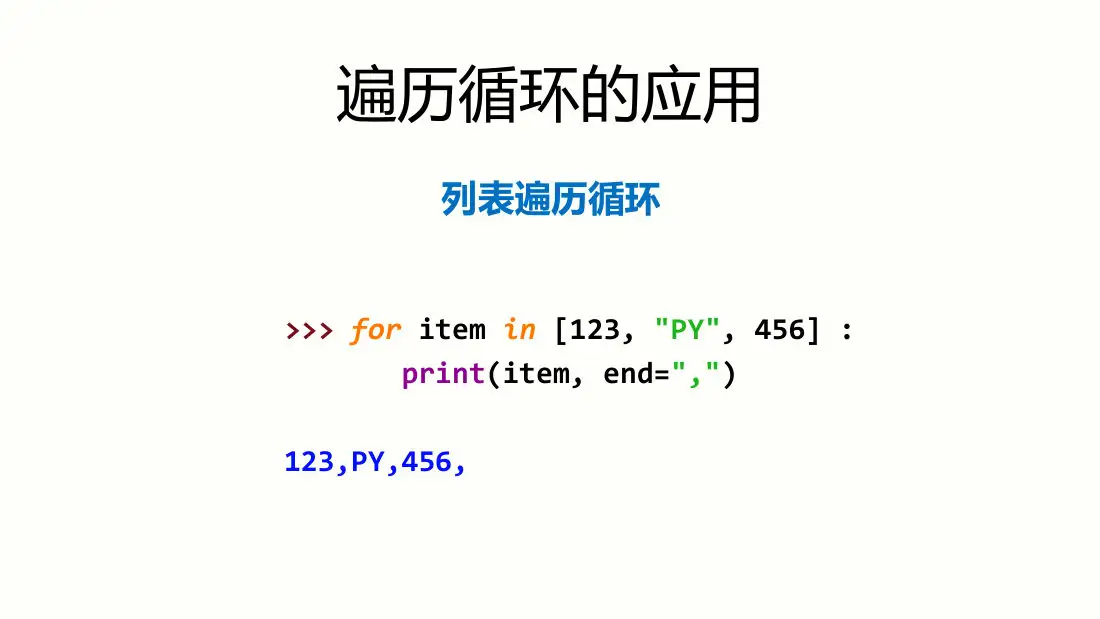 遍历循环的应用
列表遍历循环
>>> for item in [123, "PY", 456] :
print(item, end=",")
123,PY,456,